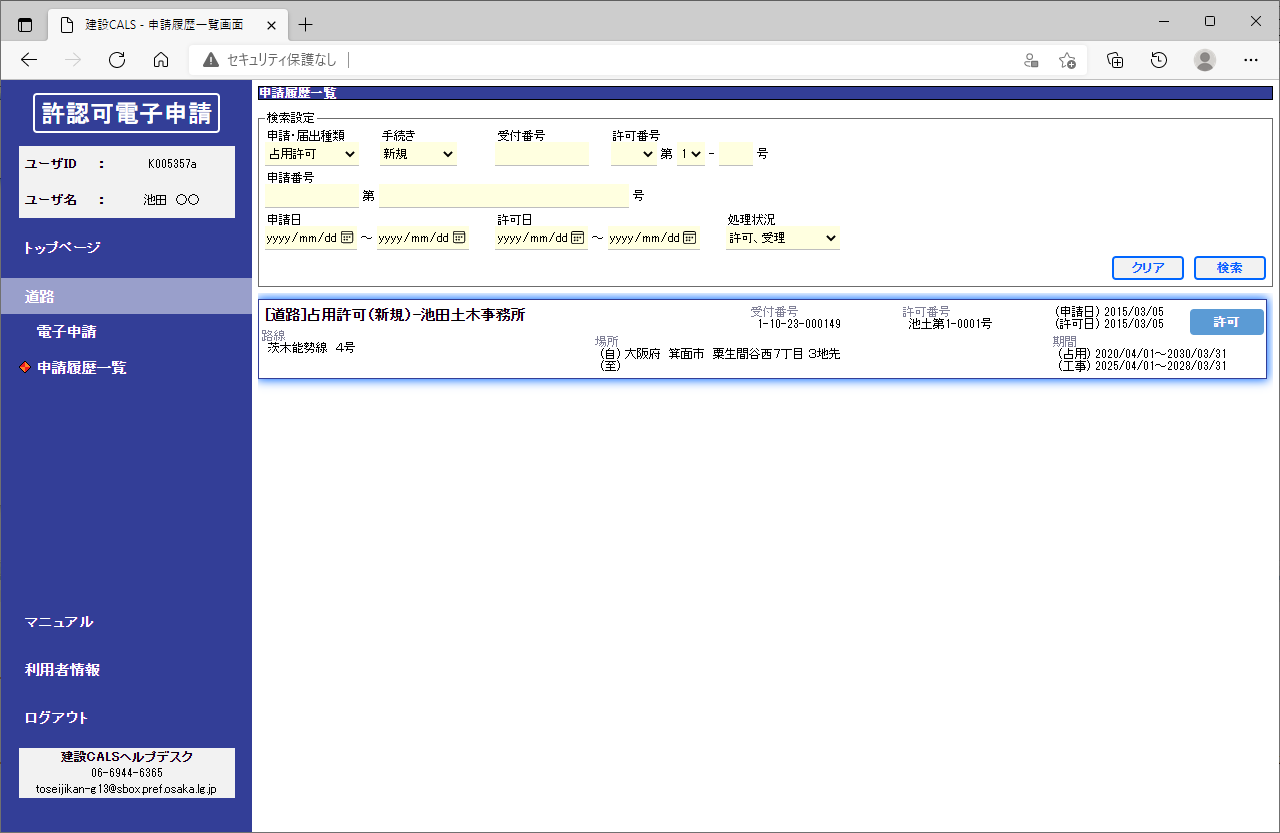 建設CALS - 申請履歴一覧画面
セキュリティ保護なし
許認可電子申請
ユーザID : K005357a
ユーザ名 : 池田 ○○
トップページ
道路
電子申請
申請履歴一覧
マニュアル
利用者情報
ログアウト
建設CALSヘルプデスク
06-6944-6365
toseijikan-g13@sbox.pref.osaka.lg.jp
申請履歴一覧
検索設定
申請・届出種類 手続き 受付番号 許可番号
占用許可 新規 第 1 - 号
申請番号
第 号
申請日 許可日 処理状況
yyyy/mm/dd ～ yyyy/mm/dd yyyy/mm/dd ～ yyyy/mm/dd 許可、受理
クリア 検索
[道路]占用許可(新規)-池田土木事務所
路線
茨木能勢線 4号
受付番号
1-10-23-000149
許可番号
池土第1-0001号
(申請日) 2015/03/05
(許可日) 2015/03/05
許可
場所
(自) 大阪府 箕面市 粟生間谷西７丁目 ３地先
(至)
期間
(占用) 2020/04/01～2030/03/31
(工事) 2025/04/01～2028/03/31